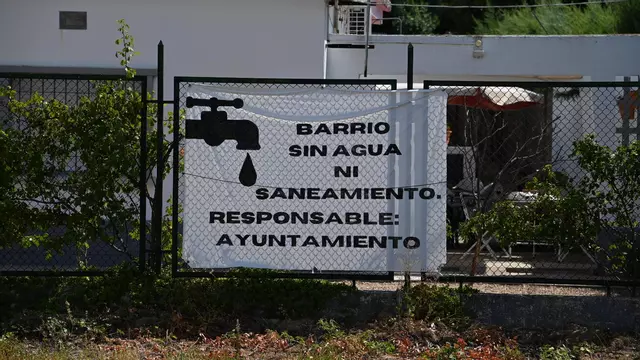 BARRIO
SIN AGUA
NI
SANEAMIENTO.
RESPONSABLE:
AYUNTAMIENTO